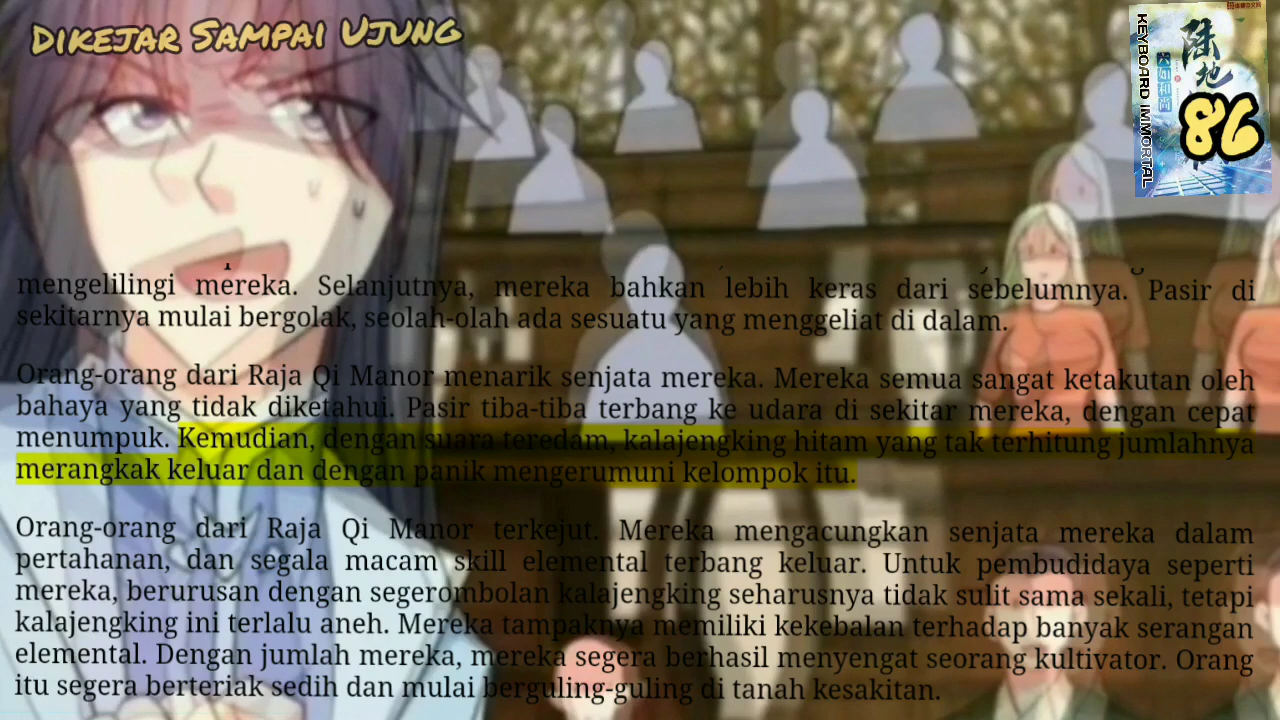 DIKEJAR SAMPAI UJUNG
KEYBOARD IMMORTAL
陆地
86
mengelilingi mereka. Selanjutnya, mereka bahkan lebih keras dari sebelumnya. Pasir di
sekitarnya mulai bergolak, seolah-olah ada sesuatu yang menggeliat di dalam.
Orang-orang dari Raja Qi Manor menarik senjata mereka. Mereka semua sangat ketakutan oleh
bahaya yang tidak diketahui. Pasir tiba-tiba terbang ke udara di sekitar mereka, dengan cepat
menumpuk. Kemudian, dengan suara teredam, kalajengking hitam yang tak terhitung jumlahnya
merangkak keluar dan dengan panik mengerumuni kelompok itu.
Orang-orang dari Raja Qi Manor terkejut. Mereka mengacungkan senjata mereka dalam
pertahanan, dan segala macam skill elemental terbang keluar. Untuk pembudidaya seperti
mereka, berurusan dengan segerombolan kalajengking seharusnya tidak sulit sama sekali, tetapi
kalajengking ini terlalu aneh. Mereka tampaknya memiliki kekebalan terhadap banyak serangan
elemental. Dengan jumlah mereka, mereka segera berhasil menyengat seorang kultivator. Orang
itu segera berteriak sedih dan mulai berguling-guling di tanah kesakitan.